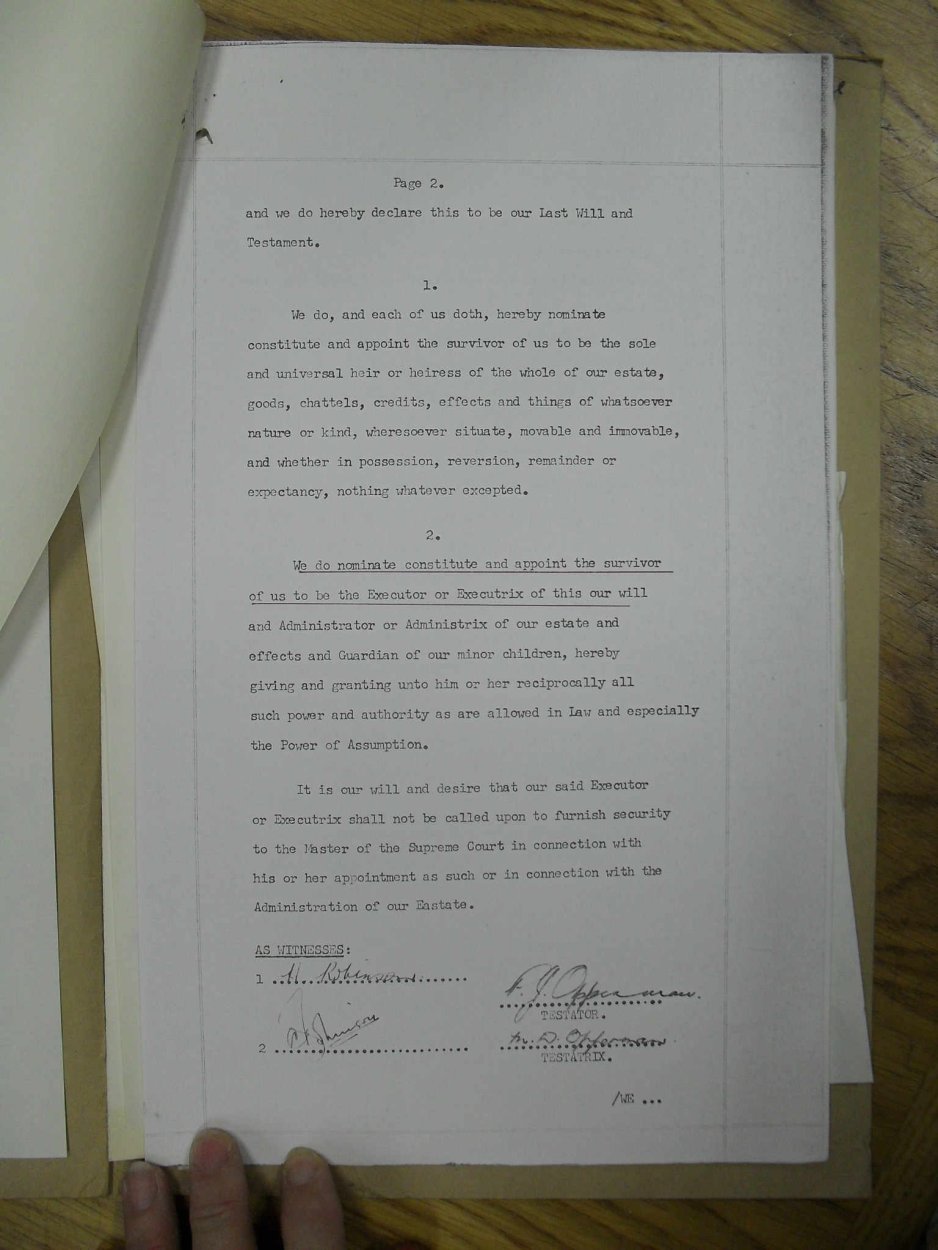 Page 2.
and we do hereby declare this to be our Last Will and
Testament.
1.
We do, and each of us doth, hereby nominate
constitute and appoint the survivor of us to be the sole
and universal heir or heiress of the whole of our estate,
goods, chattels, credits, effects and things of whatsoever
nature or kind, wheresoever situate, movable and immovable,
and whether in possession, reversion, remainder or
expectancy, nothing whatever excepted.
2.
We do nominate constitute and appoint the survivor
of us to be the Executor or Executrix of this our will
and Administrator or Administrix of our estate and
effects and Guardian of our minor children, hereby
giving and granting unto him or her reciprocally all
such power and authority as are allowed in Law and especially
the Power of Assumption.
It is our will and desire that our said Executor
or Executrix shall not be called upon to furnish security
to the Master of the Supreme Court in connection with
his or her appointment as such or in connection with the
Administration of our Eastate.
AS WITNESSES:
1 H. Robinson
F. J. Opperman.
TESTATOR.
2
M. D. Opperman
TESTATRIX.
/WE ...